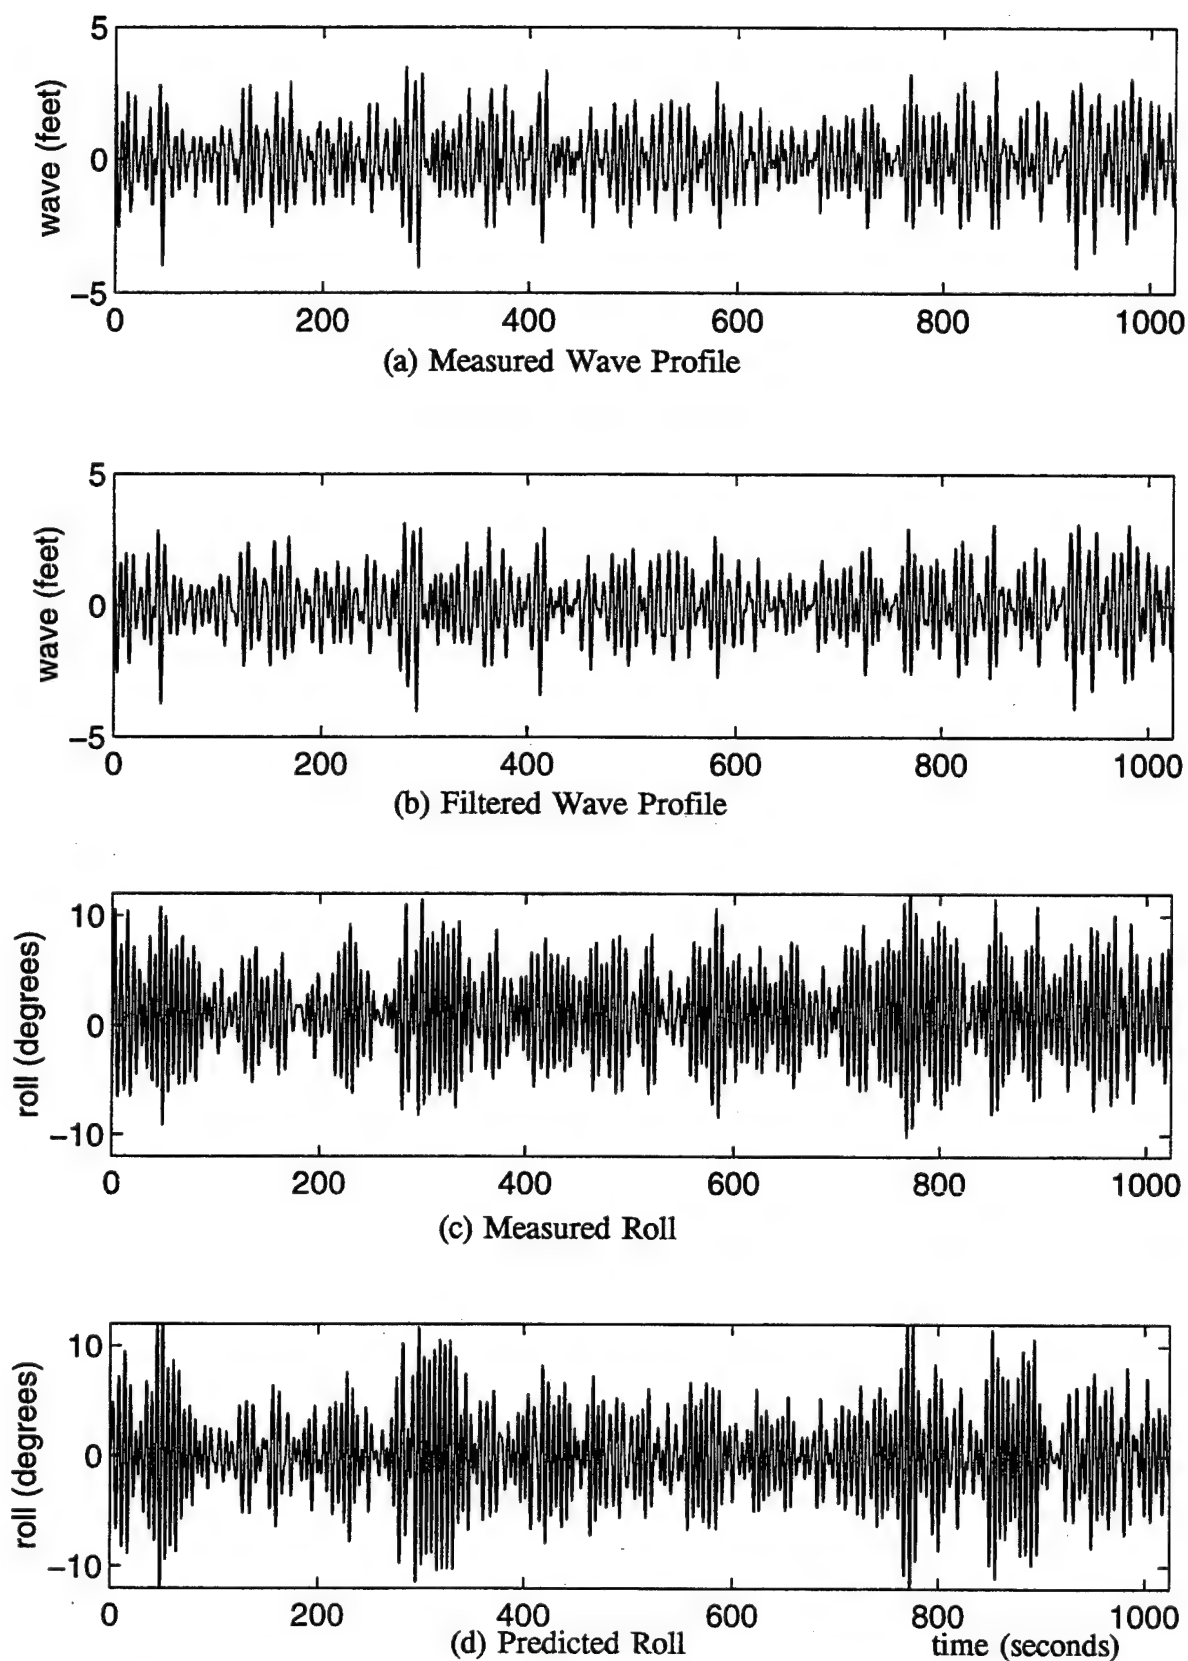 5
0
−5
wave (feet)
0 200 400 600 800 1000
(a) Measured Wave Profile
5
0
−5
wave (feet)
0 200 400 600 800 1000
(b) Filtered Wave Profile
10
0
−10
roll (degrees)
0 200 400 600 800 1000
(c) Measured Roll
10
0
−10
roll (degrees)
0 200 400 600 800 1000
(d) Predicted Roll time (seconds)